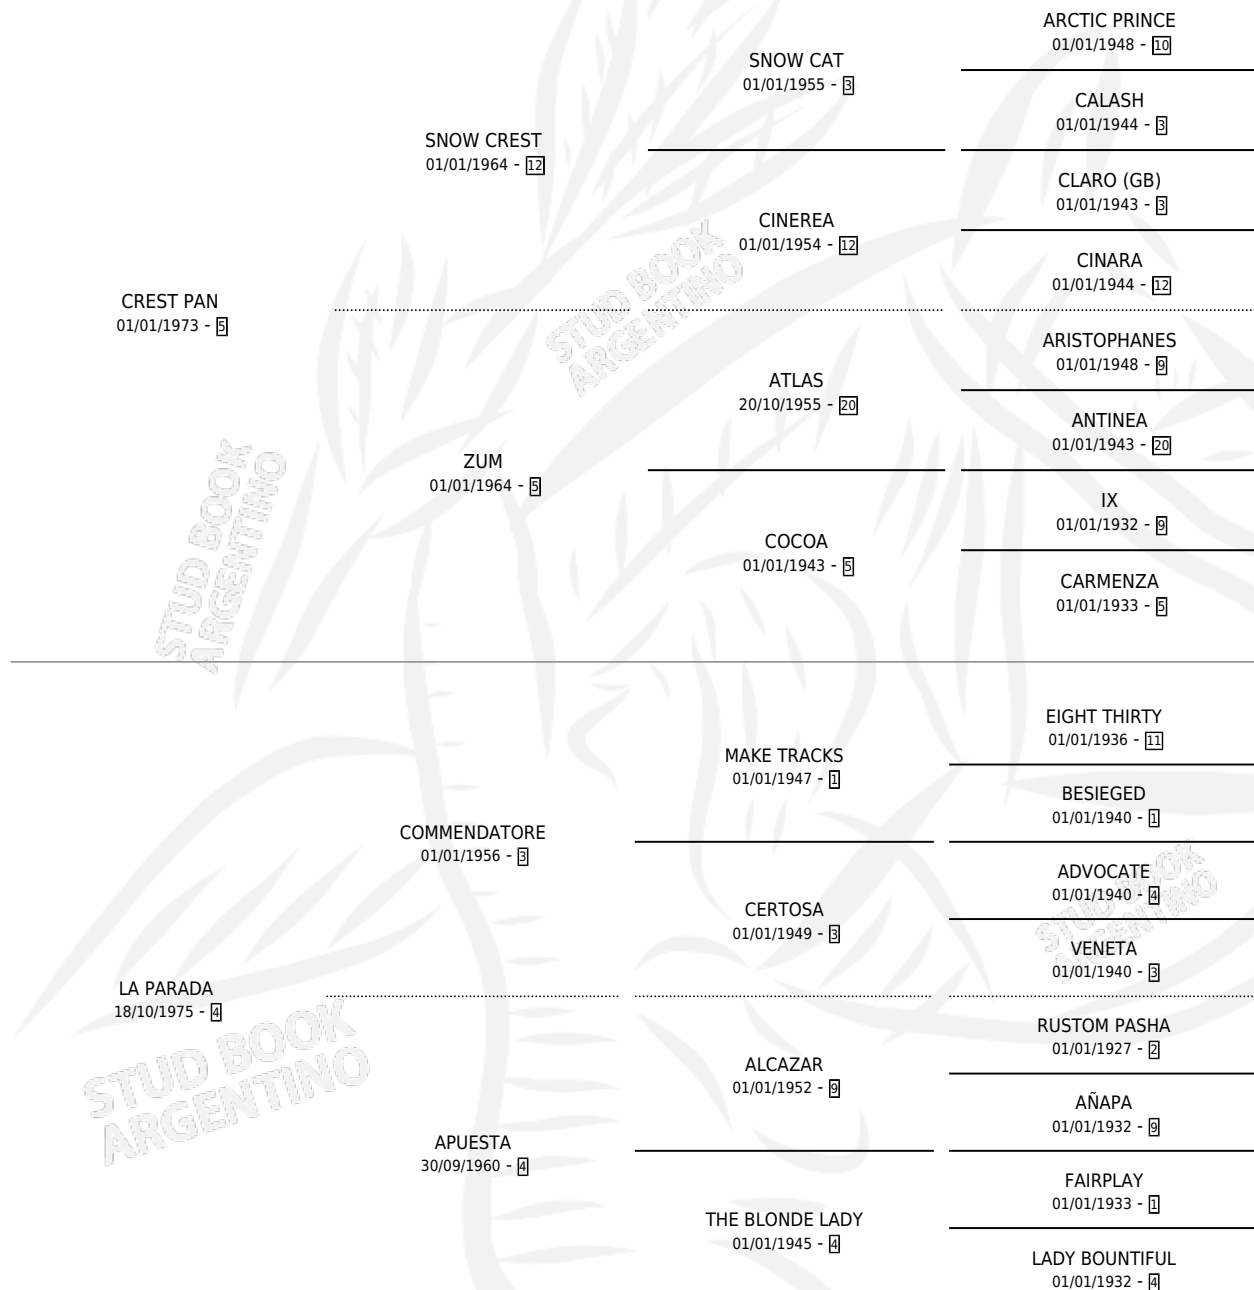 ARCTIC PRINCE
01/01/1948 - 10
SNOW CAT
01/01/1955 - 3
CALASH
01/01/1944 - 3
SNOW CREST
01/01/1964 - 12
CLARO (GB)
01/01/1943 - 3
CINEREA
01/01/1954 - 12
CINARA
01/01/1944 - 12
CREST PAN
01/01/1973 - 5
ARISTOPHANES
01/01/1948 - 9
ATLAS
20/10/1955 - 20
ANTINEA
01/01/1943 - 20
ZUM
01/01/1964 - 5
IX
01/01/1932 - 9
COCOA
01/01/1943 - 5
CARMENZA
01/01/1933 - 5
EIGHT THIRTY
01/01/1936 - 11
MAKE TRACKS
01/01/1947 - 1
BESIEGED
01/01/1940 - 1
COMMENDATORE
01/01/1956 - 3
ADVOCATE
01/01/1940 - 4
CERTOSA
01/01/1949 - 3
VENETA
01/01/1940 - 3
LA PARADA
18/10/1975 - 4
RUSTOM PASHA
01/01/1927 - 2
ALCAZAR
01/01/1952 - 9
AÑAPA
01/01/1932 - 9
APUESTA
30/09/1960 - 4
FAIRPLAY
01/01/1933 - 1
THE BLONDE LADY
01/01/1945 - 4
LADY BOUNTIFUL
01/01/1932 - 4
STUD BOOK
ARGENTINO
STUD BOOK
ARGENTINO
STUD BOOK
ARGENTINO
STUD BOOK
ARGENTINO